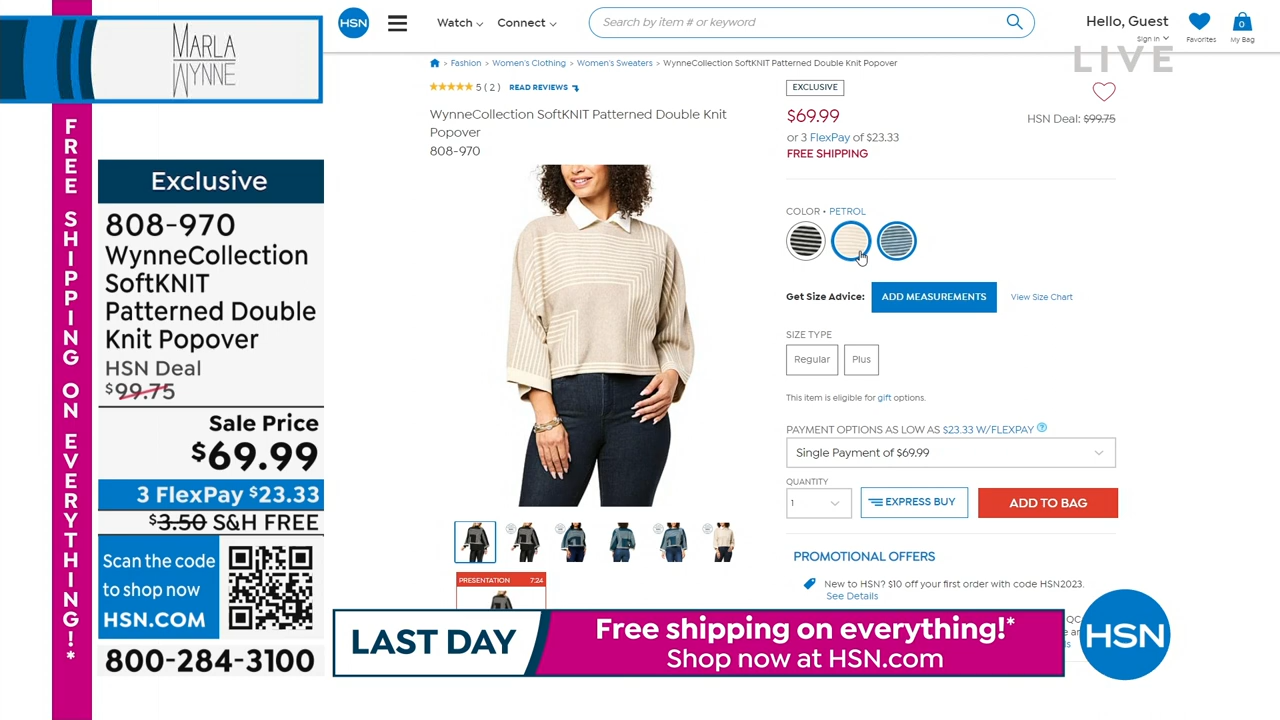 MARLA
WYNNE
FREE SHIPPING ON EVERYTHING!*
Exclusive
808-970
WynneCollection
SoftKNIT
Patterned Double
Knit Popover
HSN Deal
$99.75
Sale Price
$69.99
3 FlexPay $23.33
$3.50 S&H FREE
Scan the code
to shop now
HSN.COM
800-284-3100
HSN
Watch
Connect
Search by item # or keyword
Hello, Guest
Sign In
Favorites
0
My Bag
LIVE
Fashion > Women's Clothing > Women's Sweaters > WynneCollection SoftKNIT Patterned Double Knit Popover
5 ( 2 ) READ REVIEWS
WynneCollection SoftKNIT Patterned Double Knit
Popover
808-970
EXCLUSIVE
$69.99
HSN Deal: $99.75
or 3 FlexPay of $23.33
FREE SHIPPING
COLOR • PETROL
Get Size Advice: ADD MEASUREMENTS View Size Chart
SIZE TYPE
Regular Plus
This item is eligible for gift options.
PAYMENT OPTIONS AS LOW AS $23.33 W/FLEXPAY ?
Single Payment of $69.99
QUANTITY
1
EXPRESS BUY
ADD TO BAG
PRESENTATION 7:24
PROMOTIONAL OFFERS
New to HSN? $10 off your first order with code HSN2023.
See Details
LAST DAY
Free shipping on everything!*
Shop now at HSN.com
HSN